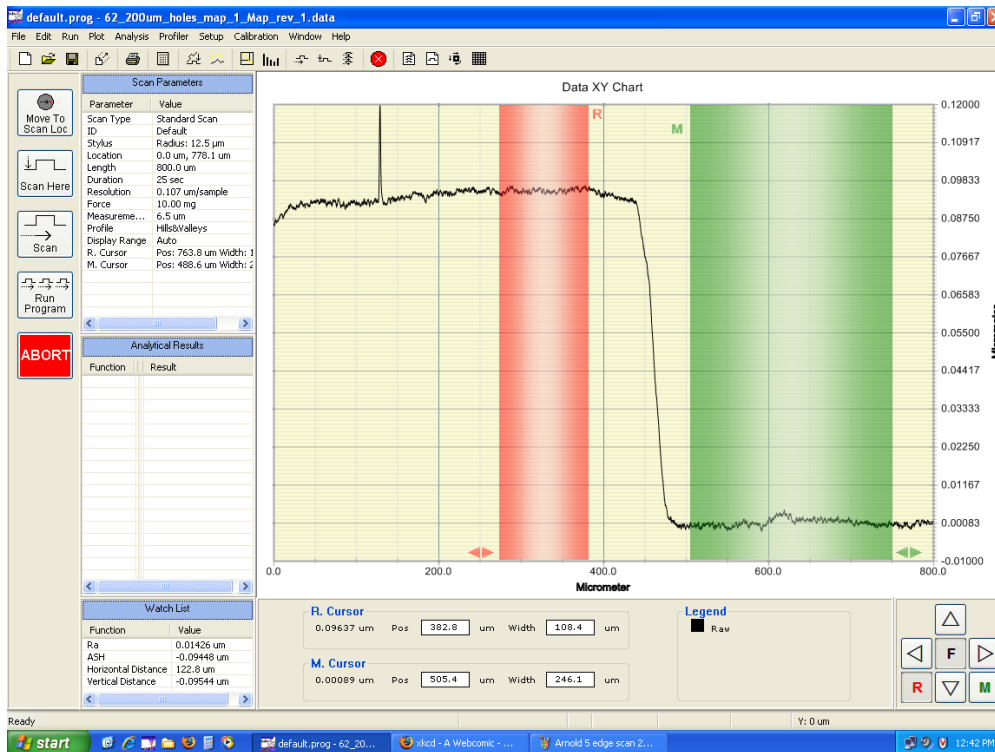 default.prog - 62_200um_holes_map_1_Map_rev_1.data
File Edit Run Plot Analysis Profiler Setup Calibration Window Help
Move To
Scan Loc
Scan Here
Scan
Run
Program
ABORT
Scan Parameters
Parameter Value
Scan Type Standard Scan
ID Default
Stylus Radius: 12.5 µm
Location 0.0 um, 778.1 um
Length 800.0 um
Duration 25 sec
Resolution 0.107 um/sample
Force 10.00 mg
Measureme... 6.5 um
Profile Hills&Valleys
Display Range Auto
R. Cursor Pos: 763.8 um Width: 1
M. Cursor Pos: 488.6 um Width: 2
Analytical Results
Function Result
Watch List
Function Value
Ra 0.01426 um
ASH -0.09448 um
Horizontal Distance 122.8 um
Vertical Distance -0.09544 um
Data XY Chart
R
M
0.12000
0.10917
0.09833
0.08750
0.07667
0.06583
0.05500
0.04417
0.03333
0.02250
0.01167
0.00083
-0.01000
0.0 200.0 400.0 600.0 800.0
Micrometer
R. Cursor
0.09637 um Pos 382.8 um Width 108.4 um
M. Cursor
0.00089 um Pos 505.4 um Width 246.1 um
Legend
Raw
F
R M
Ready Y: 0 um
start default.prog - 62_20... xkcd - A Webcomic - ... Arnold 5 edge scan 2... 12:42 PM